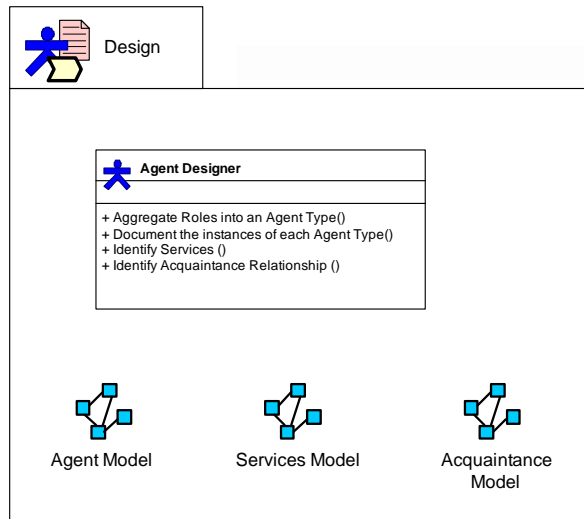 Design
Agent Designer
+ Aggregate Roles into an Agent Type()
+ Document the instances of each Agent Type()
+ Identify Services ()
+ Identify Acquaintance Relationship ()
Agent Model
Services Model
Acquaintance
Model